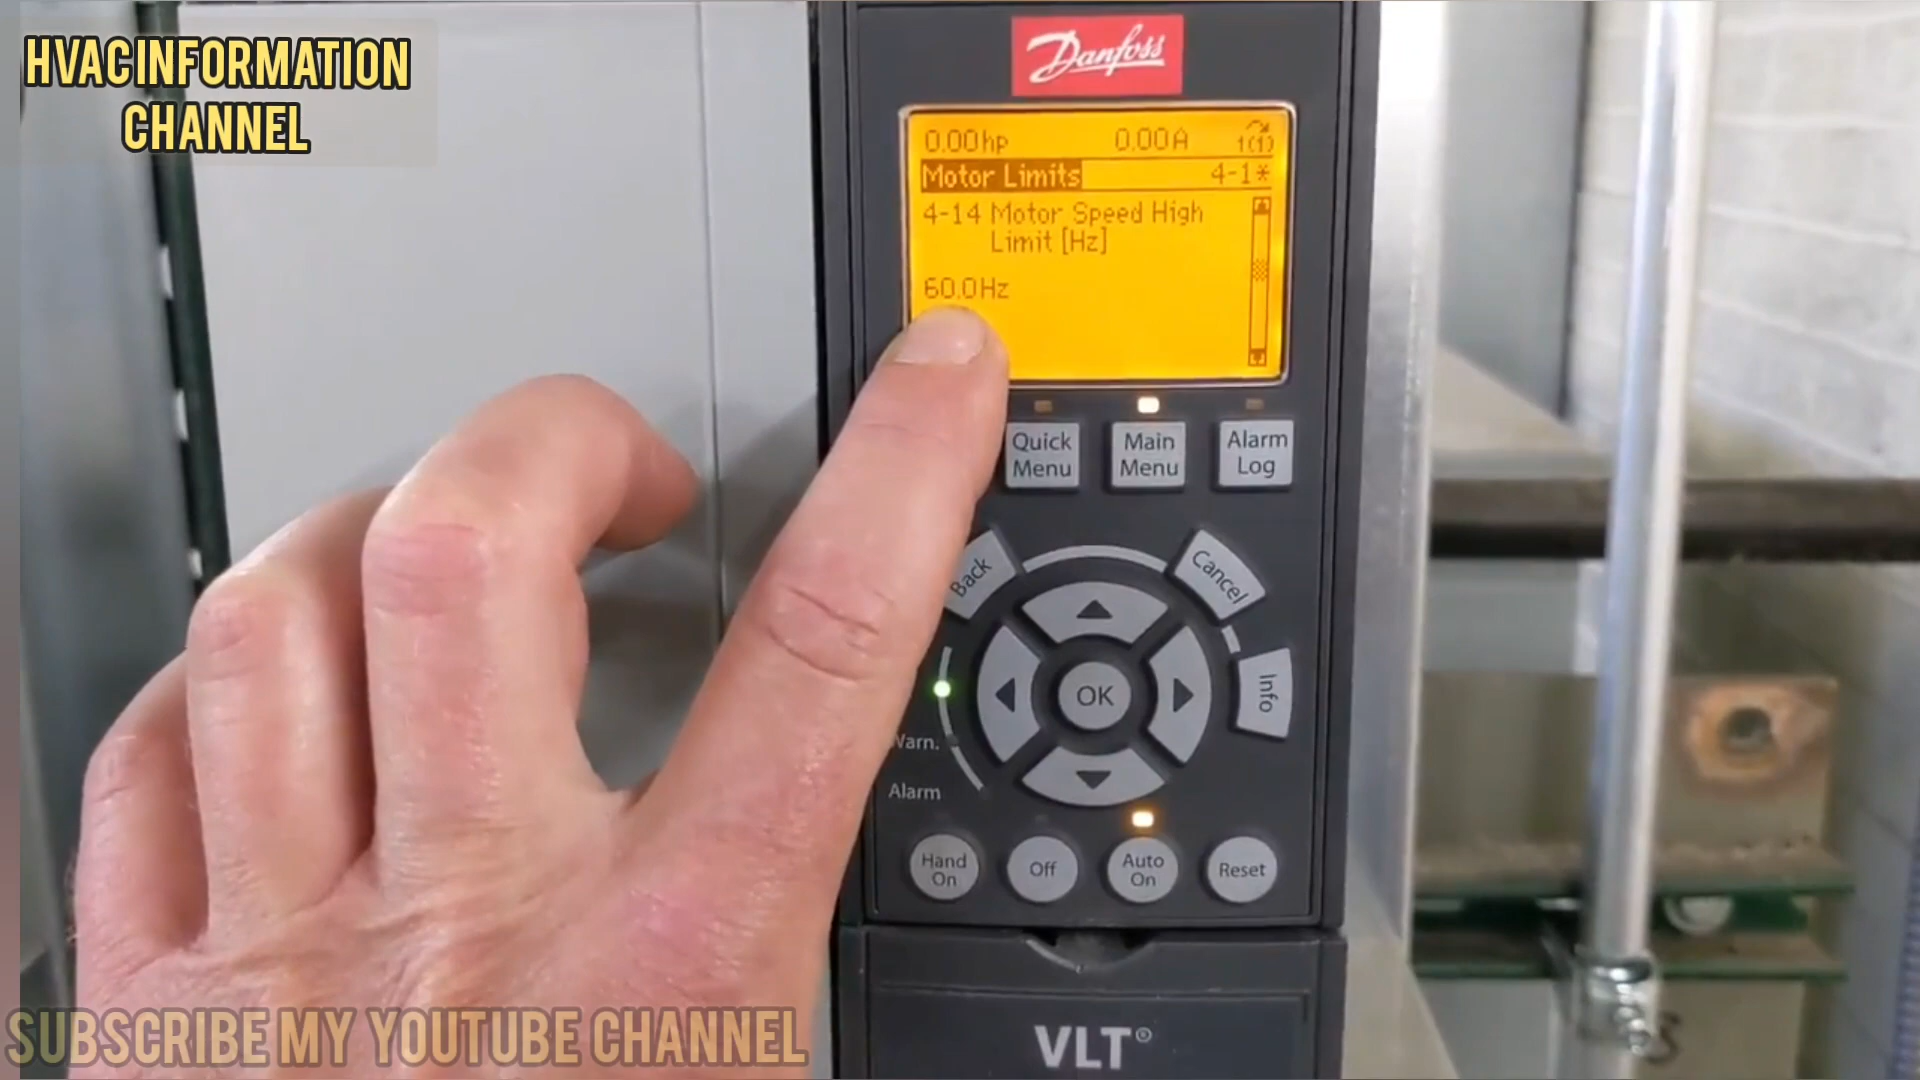 HVACINFORMATION
CHANNEL
Danfoss
0.00hp 0.00A 1(1)
Motor Limits 4-1*
4-14 Motor Speed High
Limit [Hz]
60.0Hz
Quick
Menu
Main
Menu
Alarm
Log
Back
Cancel
Info
OK
Warn.
Alarm
Hand
On
Off
Auto
On
Reset
VLT®
SUBSCRIBE MY YOUTUBE CHANNEL